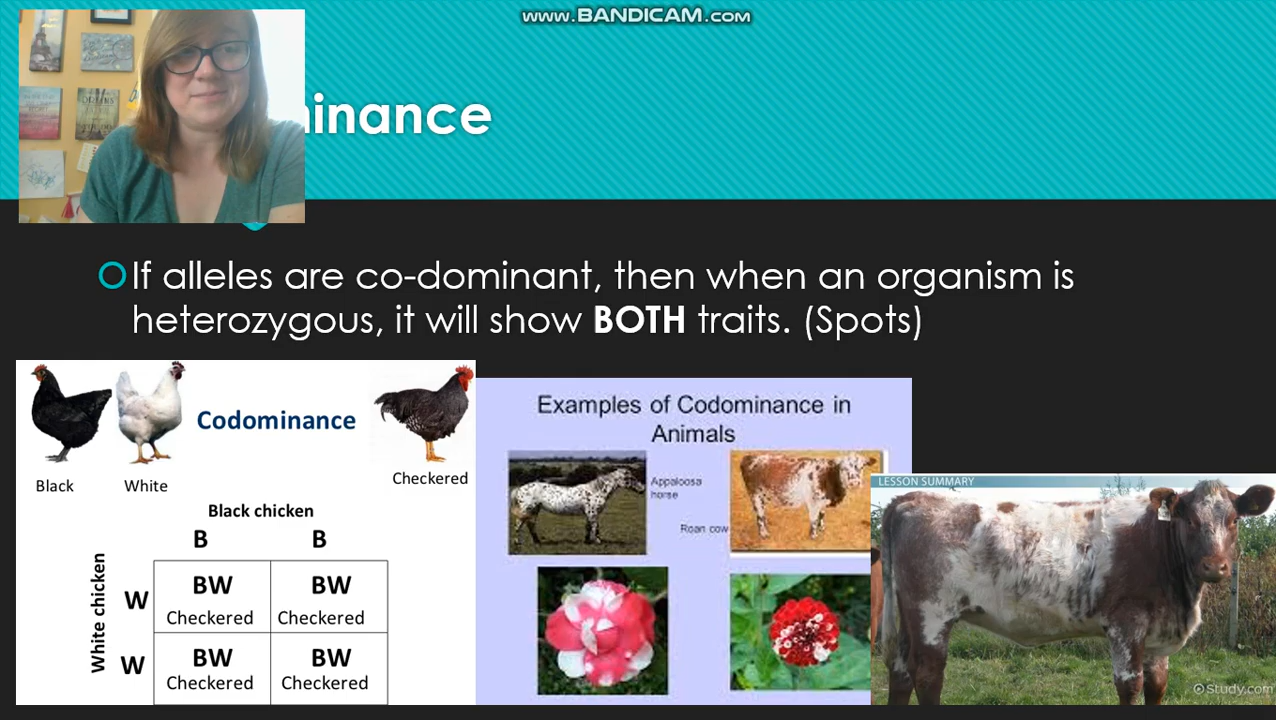 www.BANDICAM.com
minance
If alleles are co-dominant, then when an organism is
heterozygous, it will show BOTH traits. (Spots)
Codominance
Black
White
Checkered
Black chicken
B B
White chicken
W
BW BW
Checkered Checkered
W
BW BW
Checkered Checkered
Examples of Codominance in
Animals
Appaloosa
horse
Roan cow
LESSON SUMMARY
Study.com